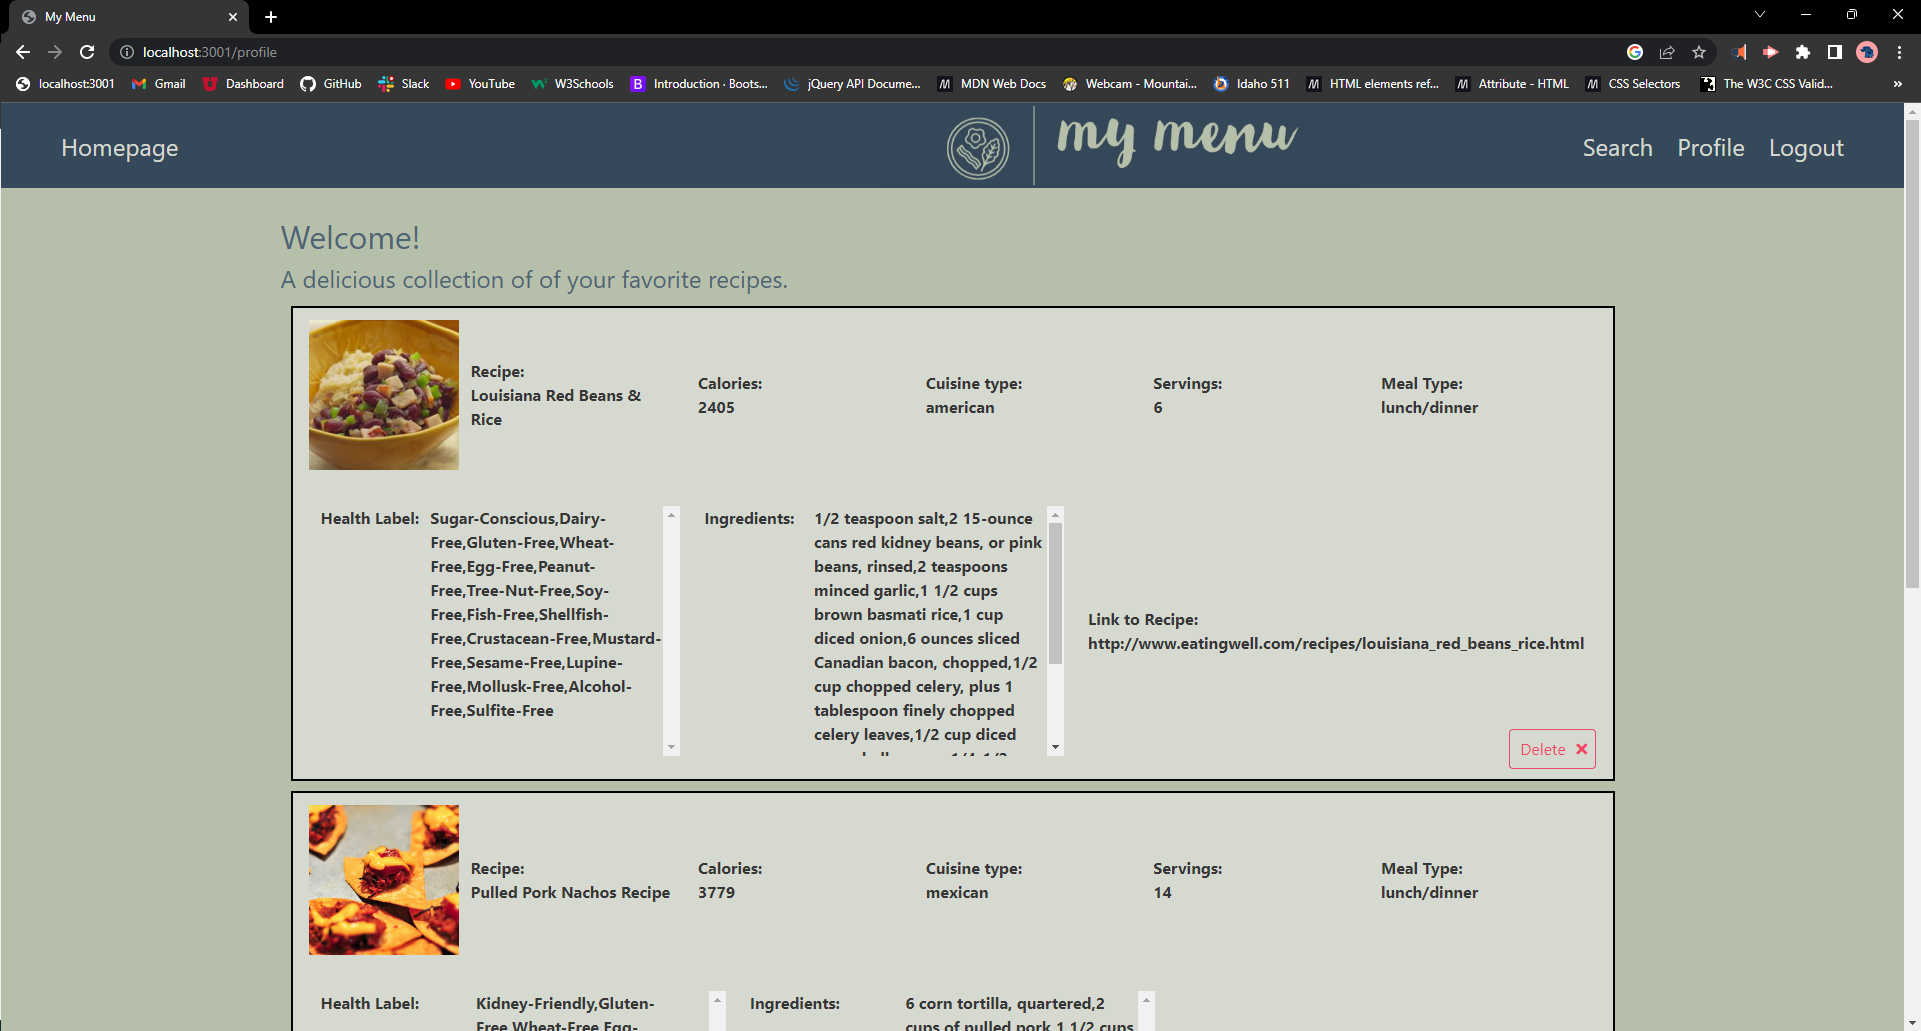 My Menu
localhost:3001/profile
localhost:3001 Gmail Dashboard GitHub Slack YouTube W3Schools Introduction · Boots... jQuery API Docume... MDN Web Docs Webcam - Mountai... Idaho 511 HTML elements ref... Attribute - HTML CSS Selectors The W3C CSS Valid... »
Homepage my menu Search Profile Logout
Welcome!
A delicious collection of of your favorite recipes.
Recipe:
Louisiana Red Beans &
Rice
Calories:
2405
Cuisine type:
american
Servings:
6
Meal Type:
lunch/dinner
Health Label:
Sugar-Conscious,Dairy-
Free,Gluten-Free,Wheat-
Free,Egg-Free,Peanut-
Free,Tree-Nut-Free,Soy-
Free,Fish-Free,Shellfish-
Free,Crustacean-Free,Mustard-
Free,Sesame-Free,Lupine-
Free,Mollusk-Free,Alcohol-
Free,Sulfite-Free
Ingredients:
1/2 teaspoon salt,2 15-ounce
cans red kidney beans, or pink
beans, rinsed,2 teaspoons
minced garlic,1 1/2 cups
brown basmati rice,1 cup
diced onion,6 ounces sliced
Canadian bacon, chopped,1/2
cup chopped celery, plus 1
tablespoon finely chopped
celery leaves,1/2 cup diced
Link to Recipe:
http://www.eatingwell.com/recipes/louisiana_red_beans_rice.html
Delete
Recipe:
Pulled Pork Nachos Recipe
Calories:
3779
Cuisine type:
mexican
Servings:
14
Meal Type:
lunch/dinner
Health Label:
Kidney-Friendly,Gluten-
Free,Wheat-Free,Egg-
Ingredients:
6 corn tortilla, quartered,2
cups of pulled pork,1 1/2 cups